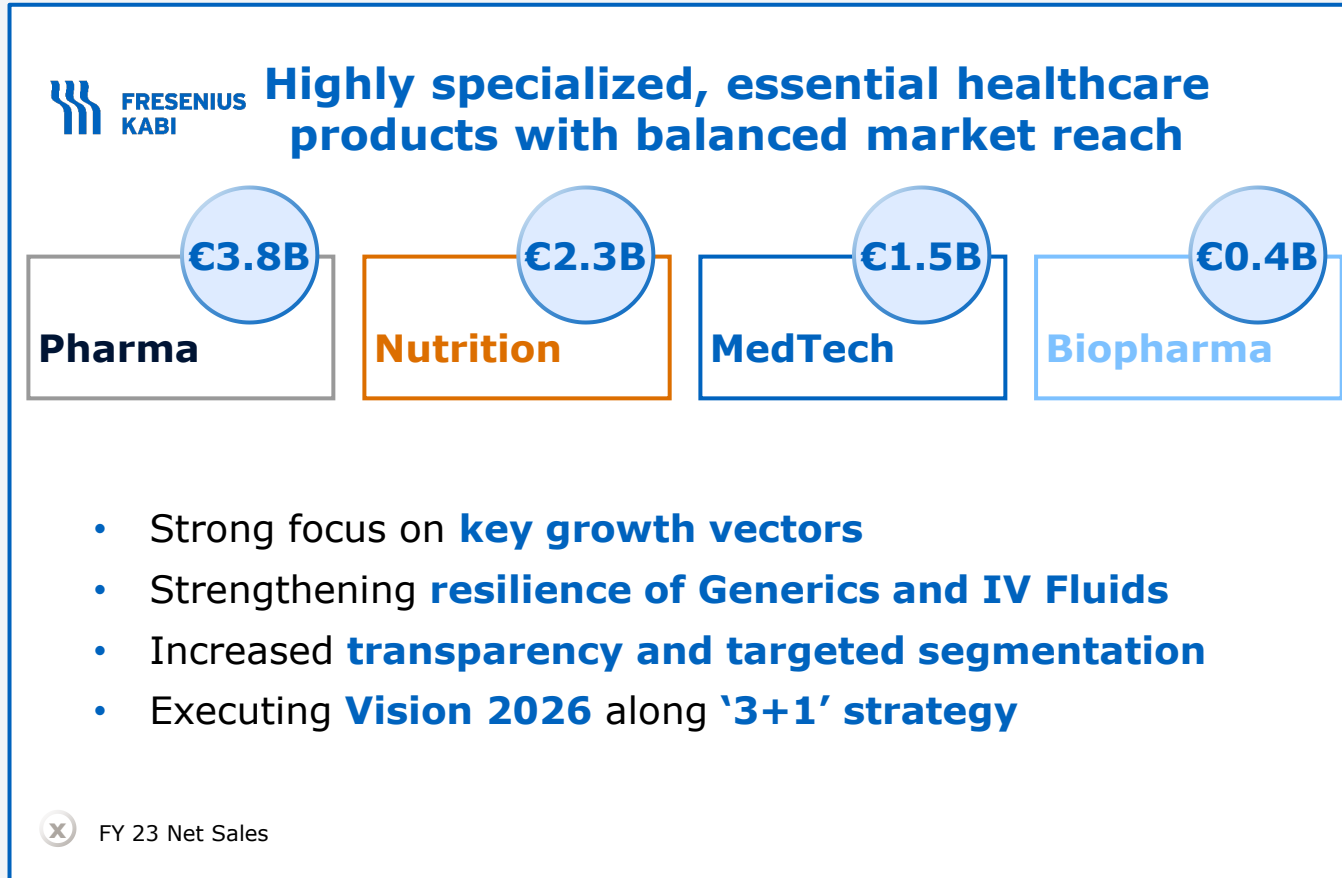 FRESENIUS
KABI
Highly specialized, essential healthcare
products with balanced market reach
€3.8B
Pharma
€2.3B
Nutrition
€1.5B
MedTech
€0.4B
Biopharma
• Strong focus on key growth vectors
• Strengthening resilience of Generics and IV Fluids
• Increased transparency and targeted segmentation
• Executing Vision 2026 along ‘3+1’ strategy
x FY 23 Net Sales